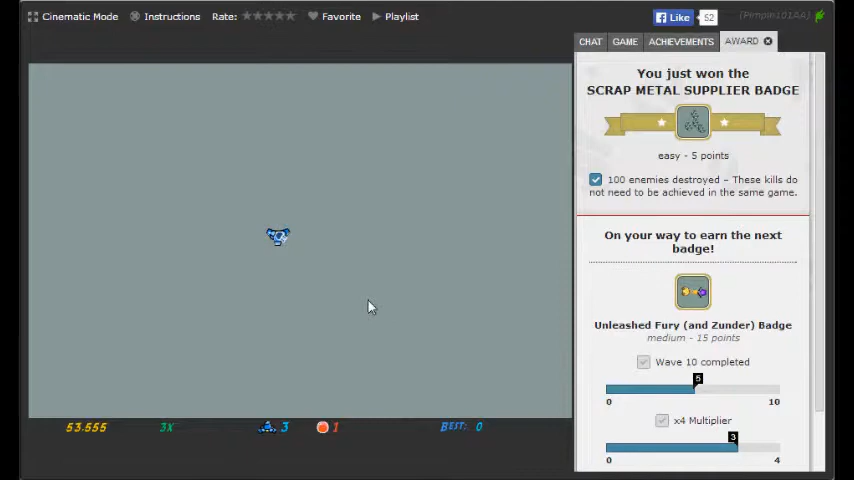 Cinematic Mode Instructions Rate: Favorite Playlist
Like 52
[Pimpin101AA]
CHAT GAME ACHIEVEMENTS AWARD
You just won the
SCRAP METAL SUPPLIER BADGE
easy - 5 points
100 enemies destroyed – These kills do
not need to be achieved in the same game.
On your way to earn the next
badge!
Unleashed Fury (and Zunder) Badge
medium - 15 points
Wave 10 completed
5
0 10
x4 Multiplier
3
0 4
53.555 3X 3 1 BEST: 0